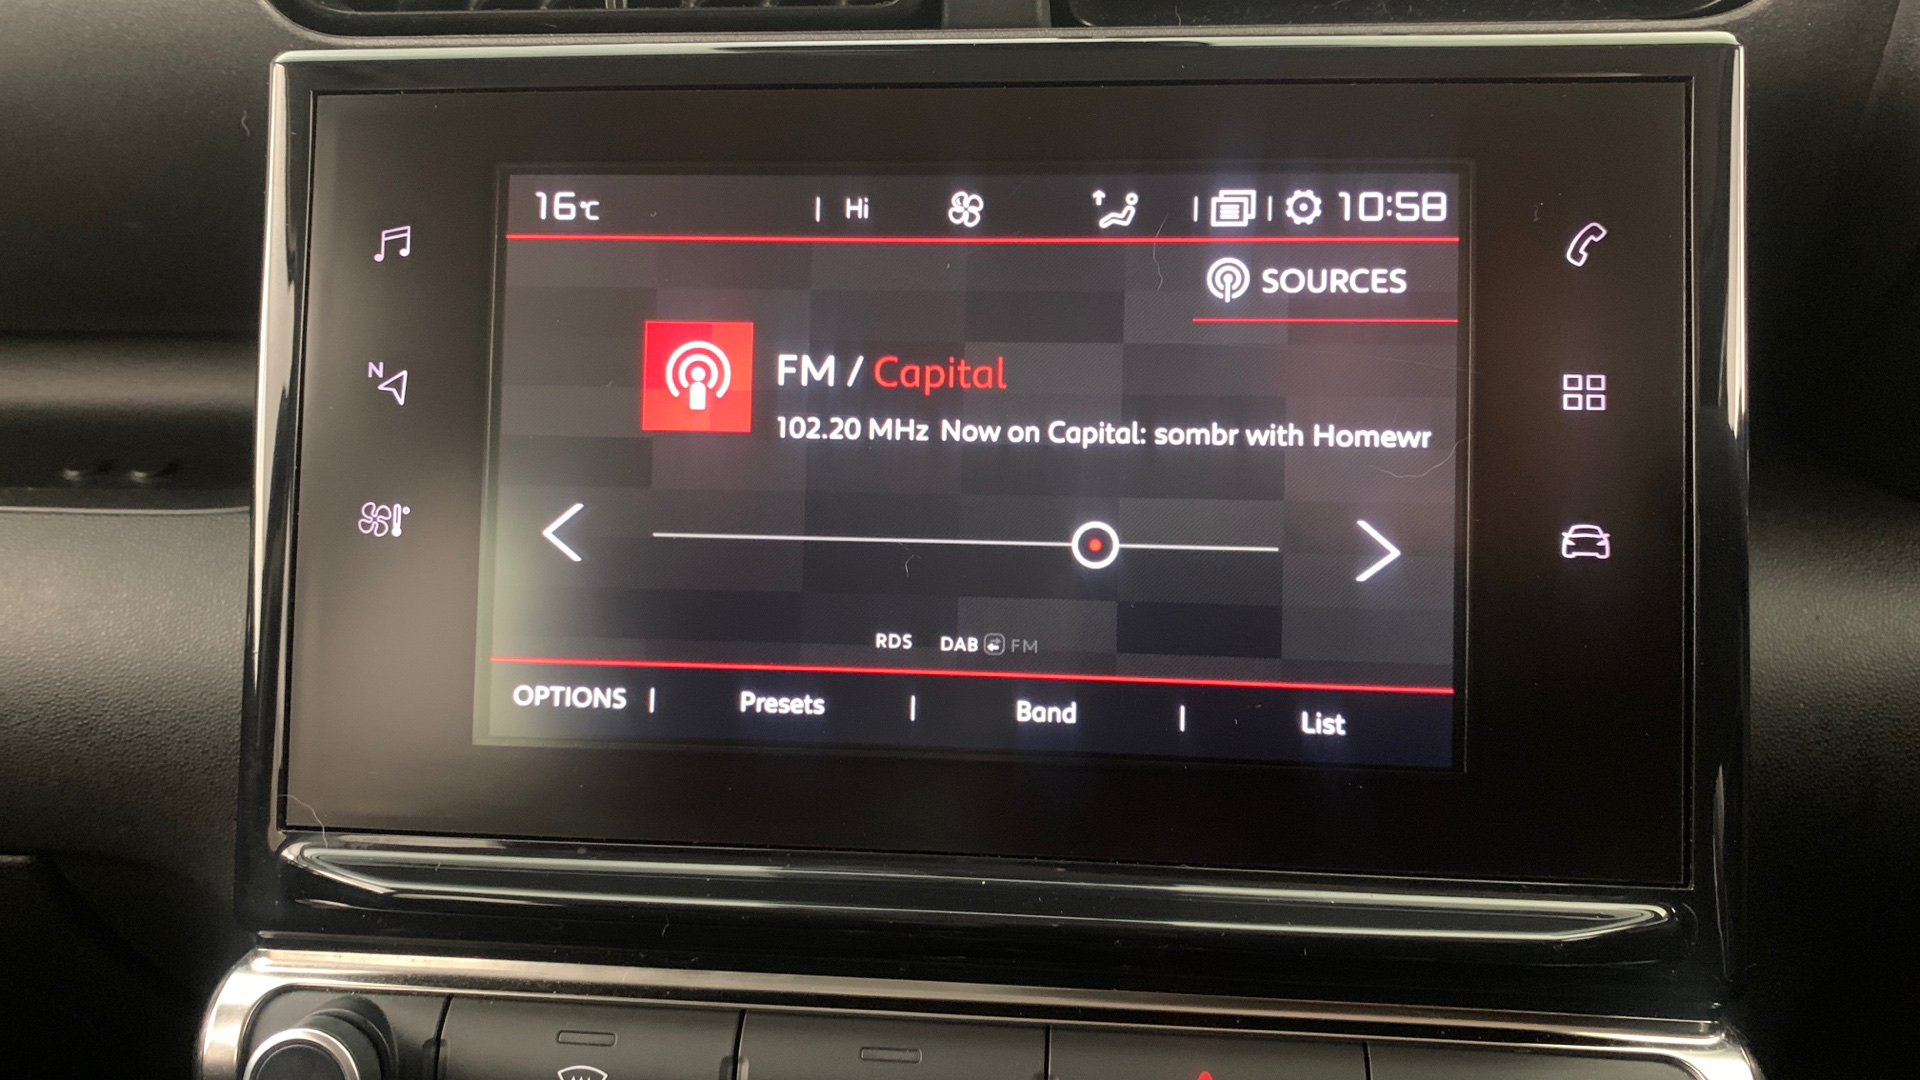 16°C | Hi | | 10:58
SOURCES
FM / Capital
102.20 MHz Now on Capital: sombr with Homewr
N
RDS DAB FM
OPTIONS | Presets | Band | List